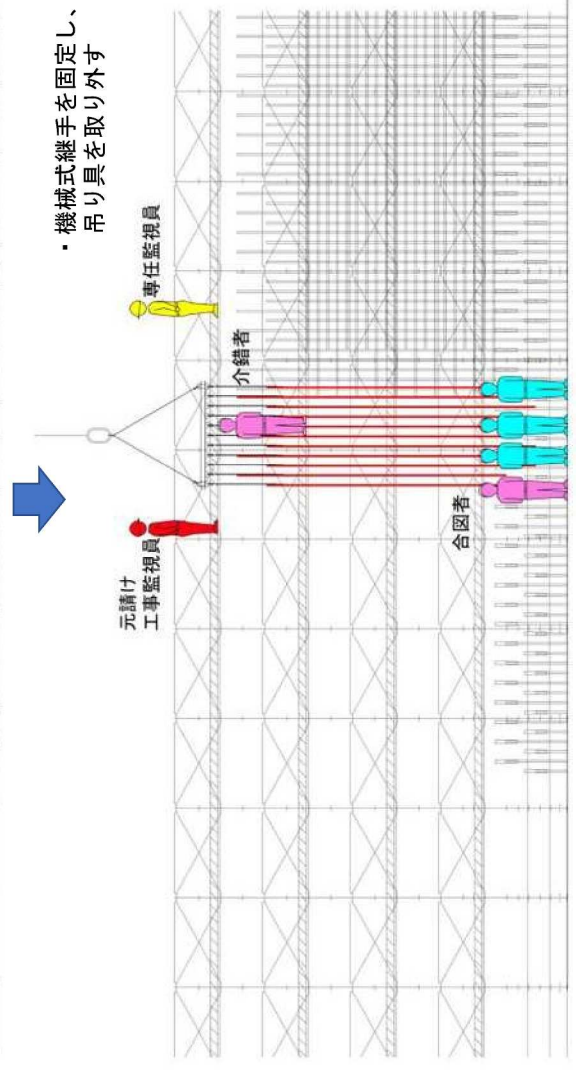 ・機械式継手を固定し、
吊り具を取り外す
専任監視員
介錯者
元請け
工事監視員
合図者